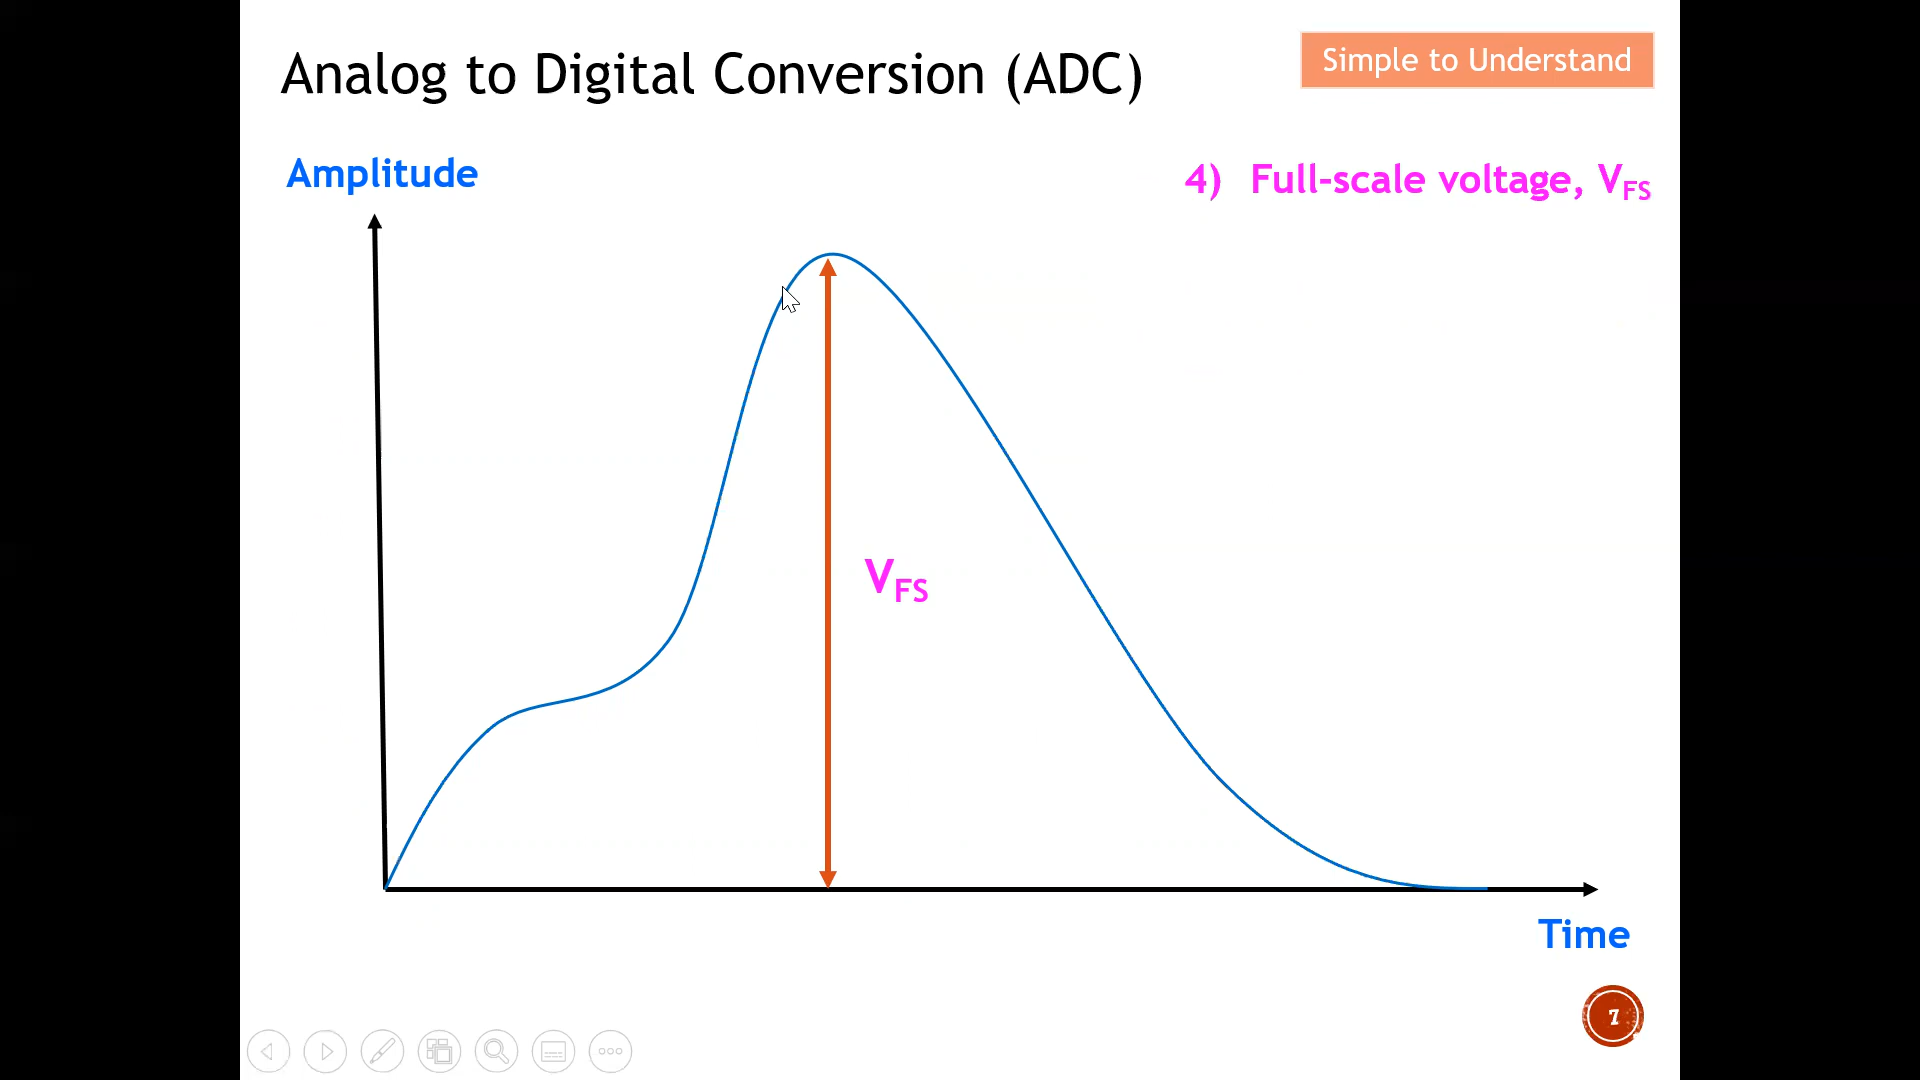 Analog to Digital Conversion (ADC)
Simple to Understand
Amplitude
4) Full-scale voltage, VFS
VFS
Time
7